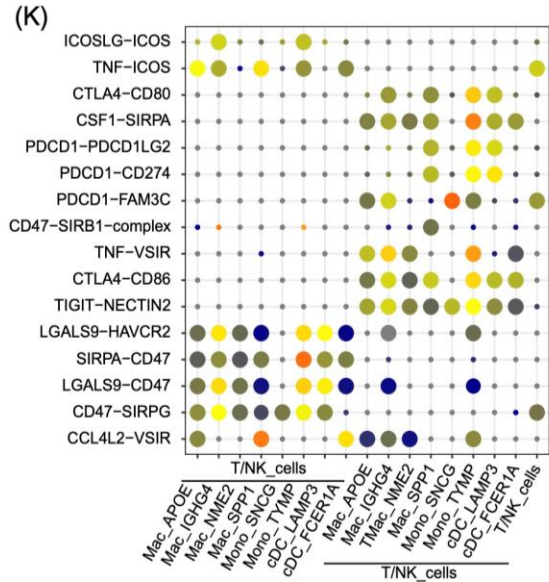 (K)
ICOSLG−ICOS
TNF−ICOS
CTLA4−CD80
CSF1−SIRPA
PDCD1−PDCD1LG2
PDCD1−CD274
PDCD1−FAM3C
CD47−SIRB1−complex
TNF−VSIR
CTLA4−CD86
TIGIT−NECTIN2
LGALS9−HAVCR2
SIRPA−CD47
LGALS9−CD47
CD47−SIRPG
CCL4L2−VSIR
T/NK_cells
Mac_APOE
Mac_IGHG4
Mac_NME2
Mac_SPP1
Mono_SNCG
Mono_TYMP
cDC_LAMP3
cDC_FCER1A
Mac_APOE
Mac_IGHG4
TMac_NME2
Mac_SPP1
Mono_SNCG
Mono_TYMP
cDC_LAMP3
cDC_FCER1A
T/NK_cells
T/NK_cells